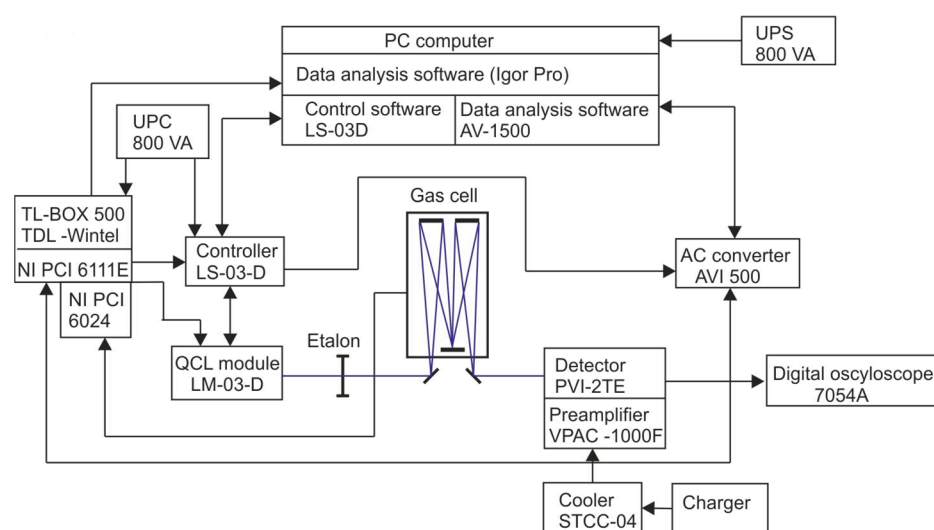 PC computer
Data analysis software (Igor Pro)
Control software
LS-03D
Data analysis software
AV-1500
UPS
800 VA
UPC
800 VA
TL-BOX 500
TDL -Wintel
NI PCI 6111E
NI PCI
6024
Controller
LS-03-D
QCL module
LM-03-D
Etalon
Gas cell
AC converter
AVI 500
Detector
PVI-2TE
Preamplifier
VPAC -1000F
Digital oscyloscope
7054A
Cooler
STCC-04
Charger